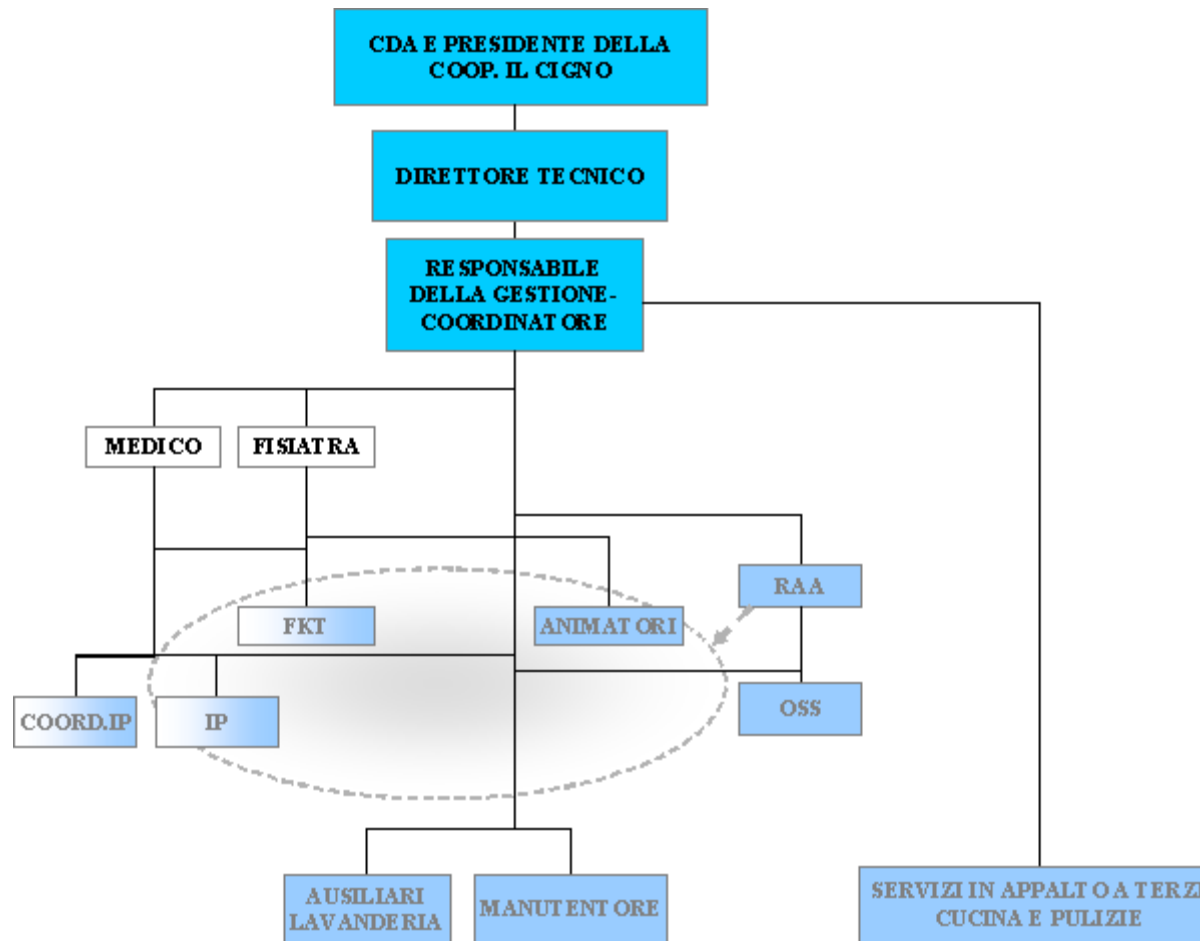 CDA E PRESIDENTE DELLA
COOP. IL CIGNO
DIRETTORE TECNICO
RESPONSABILE
DELLA GESTIONE-
COORDINATORE
MEDICO
FISIATRA
RAA
FKT
ANIMATORI
COORD.IP
IP
OSS
AUSILIARI
LAVANDERIA
MANUTENTORE
SERVIZI IN APPALTO A TERZI
CUCINA E PULIZIE